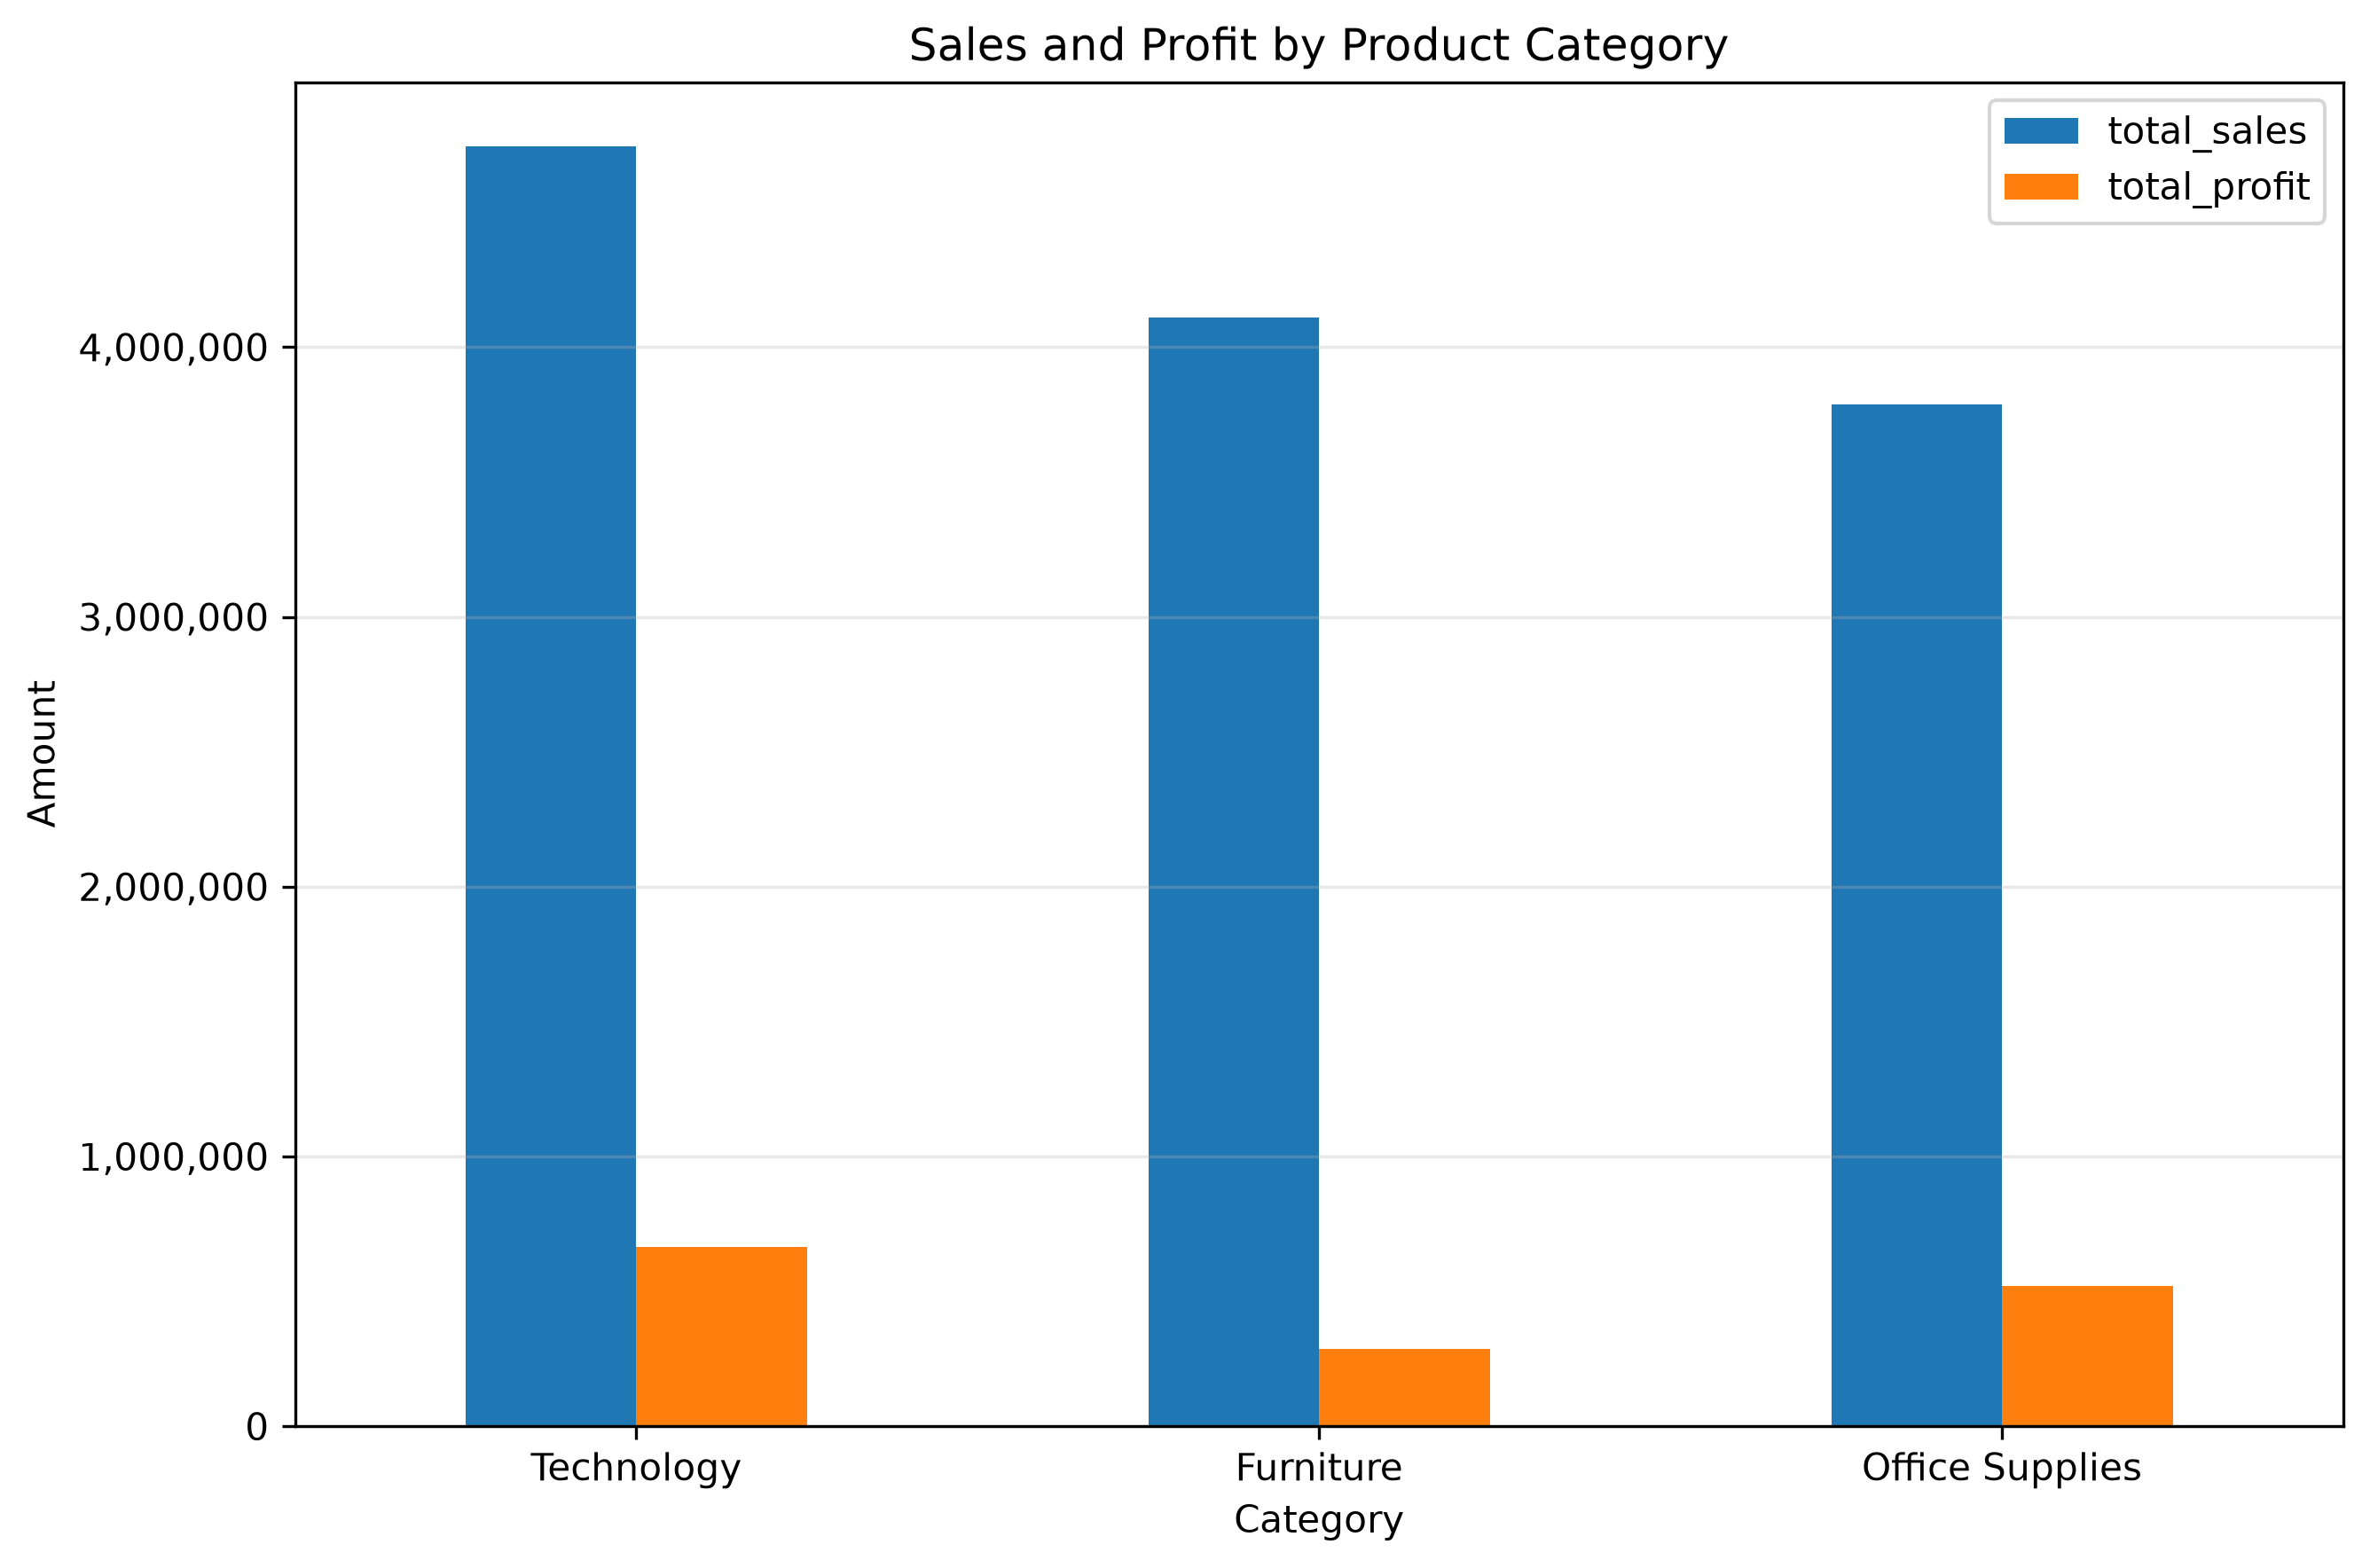 Sales and Profit by Product Category
total_sales
total_profit
4,000,000
3,000,000
2,000,000
1,000,000
0
Amount
Technology
Furniture
Office Supplies
Category